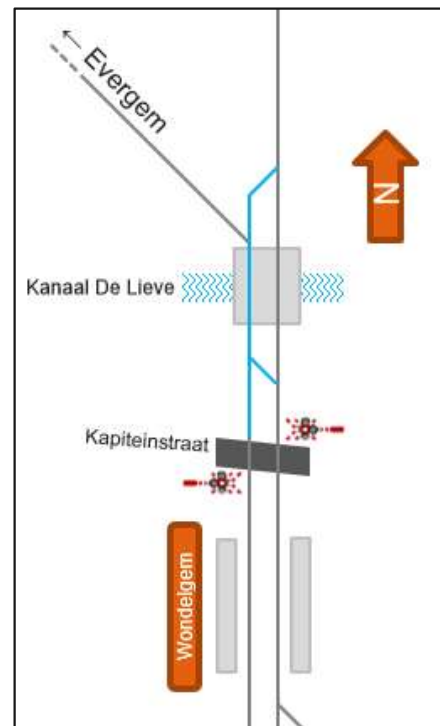 ← Evergem
N
Kanaal De Lieve
Kapiteinstraat
Wondelgem